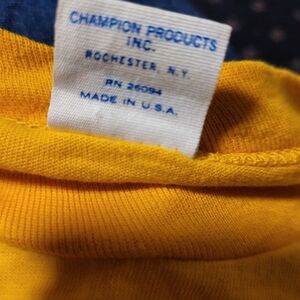 CHAMPION PRODUCTS
INC.
ROCHESTER, N.Y.
RN 26094
MADE IN U.S.A.